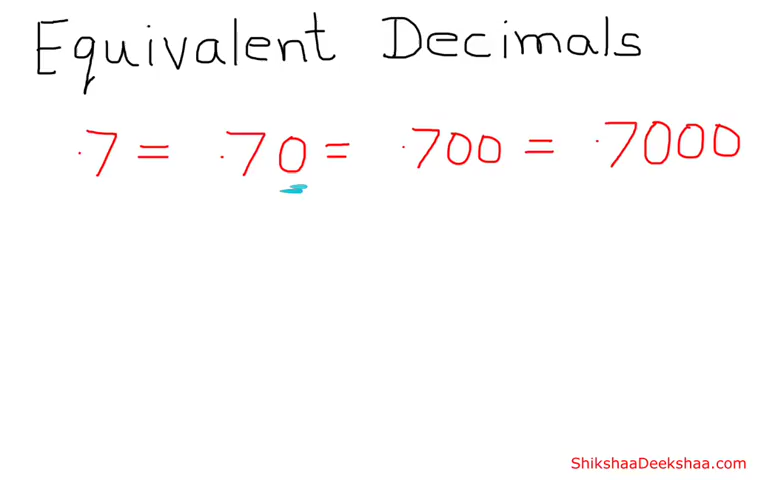 Equivalent Decimals
.7 = .70 = .700 = .7000
ShikshaaDeekshaa.com